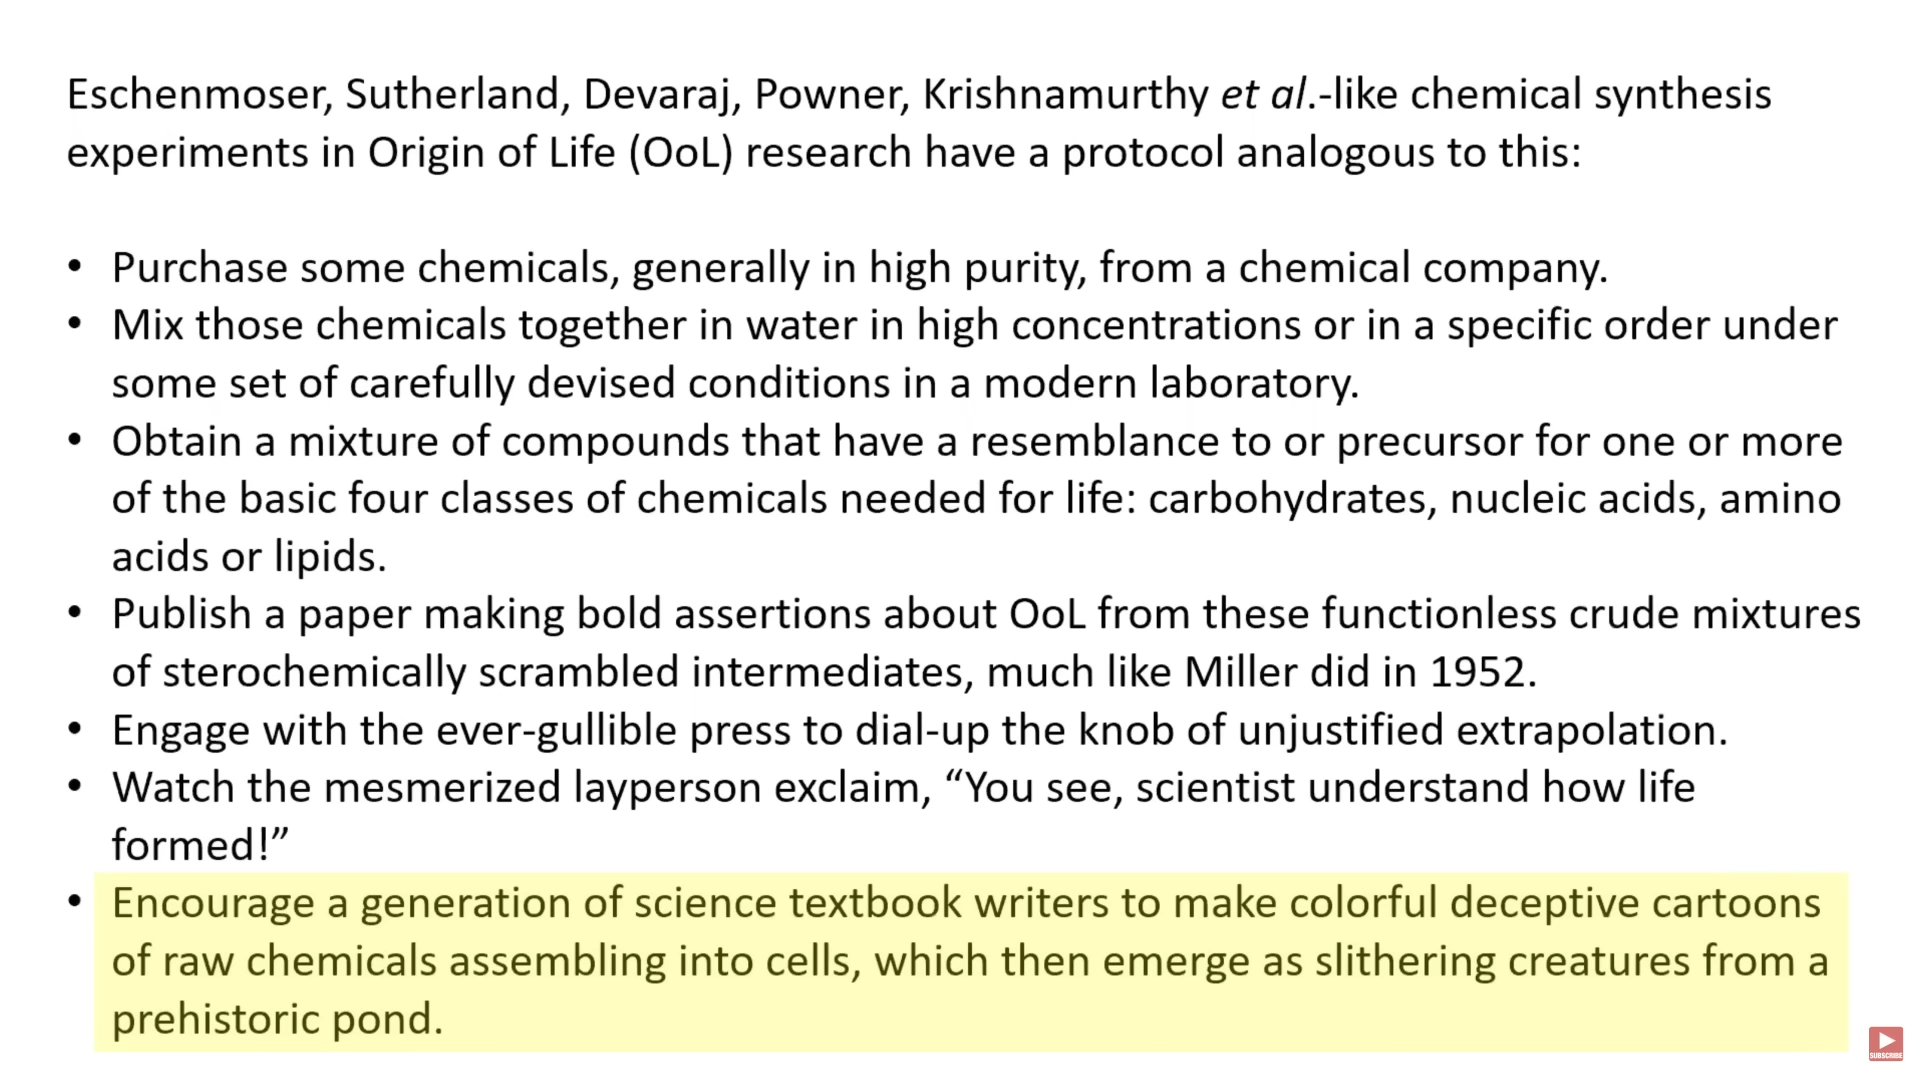 Eschenmoser, Sutherland, Devaraj, Powner, Krishnamurthy et al.-like chemical synthesis
experiments in Origin of Life (OoL) research have a protocol analogous to this:
• Purchase some chemicals, generally in high purity, from a chemical company.
• Mix those chemicals together in water in high concentrations or in a specific order under
some set of carefully devised conditions in a modern laboratory.
• Obtain a mixture of compounds that have a resemblance to or precursor for one or more
of the basic four classes of chemicals needed for life: carbohydrates, nucleic acids, amino
acids or lipids.
• Publish a paper making bold assertions about OoL from these functionless crude mixtures
of sterochemically scrambled intermediates, much like Miller did in 1952.
• Engage with the ever-gullible press to dial-up the knob of unjustified extrapolation.
• Watch the mesmerized layperson exclaim, “You see, scientist understand how life
formed!”
• Encourage a generation of science textbook writers to make colorful deceptive cartoons
of raw chemicals assembling into cells, which then emerge as slithering creatures from a
prehistoric pond.
SUBSCRIBE